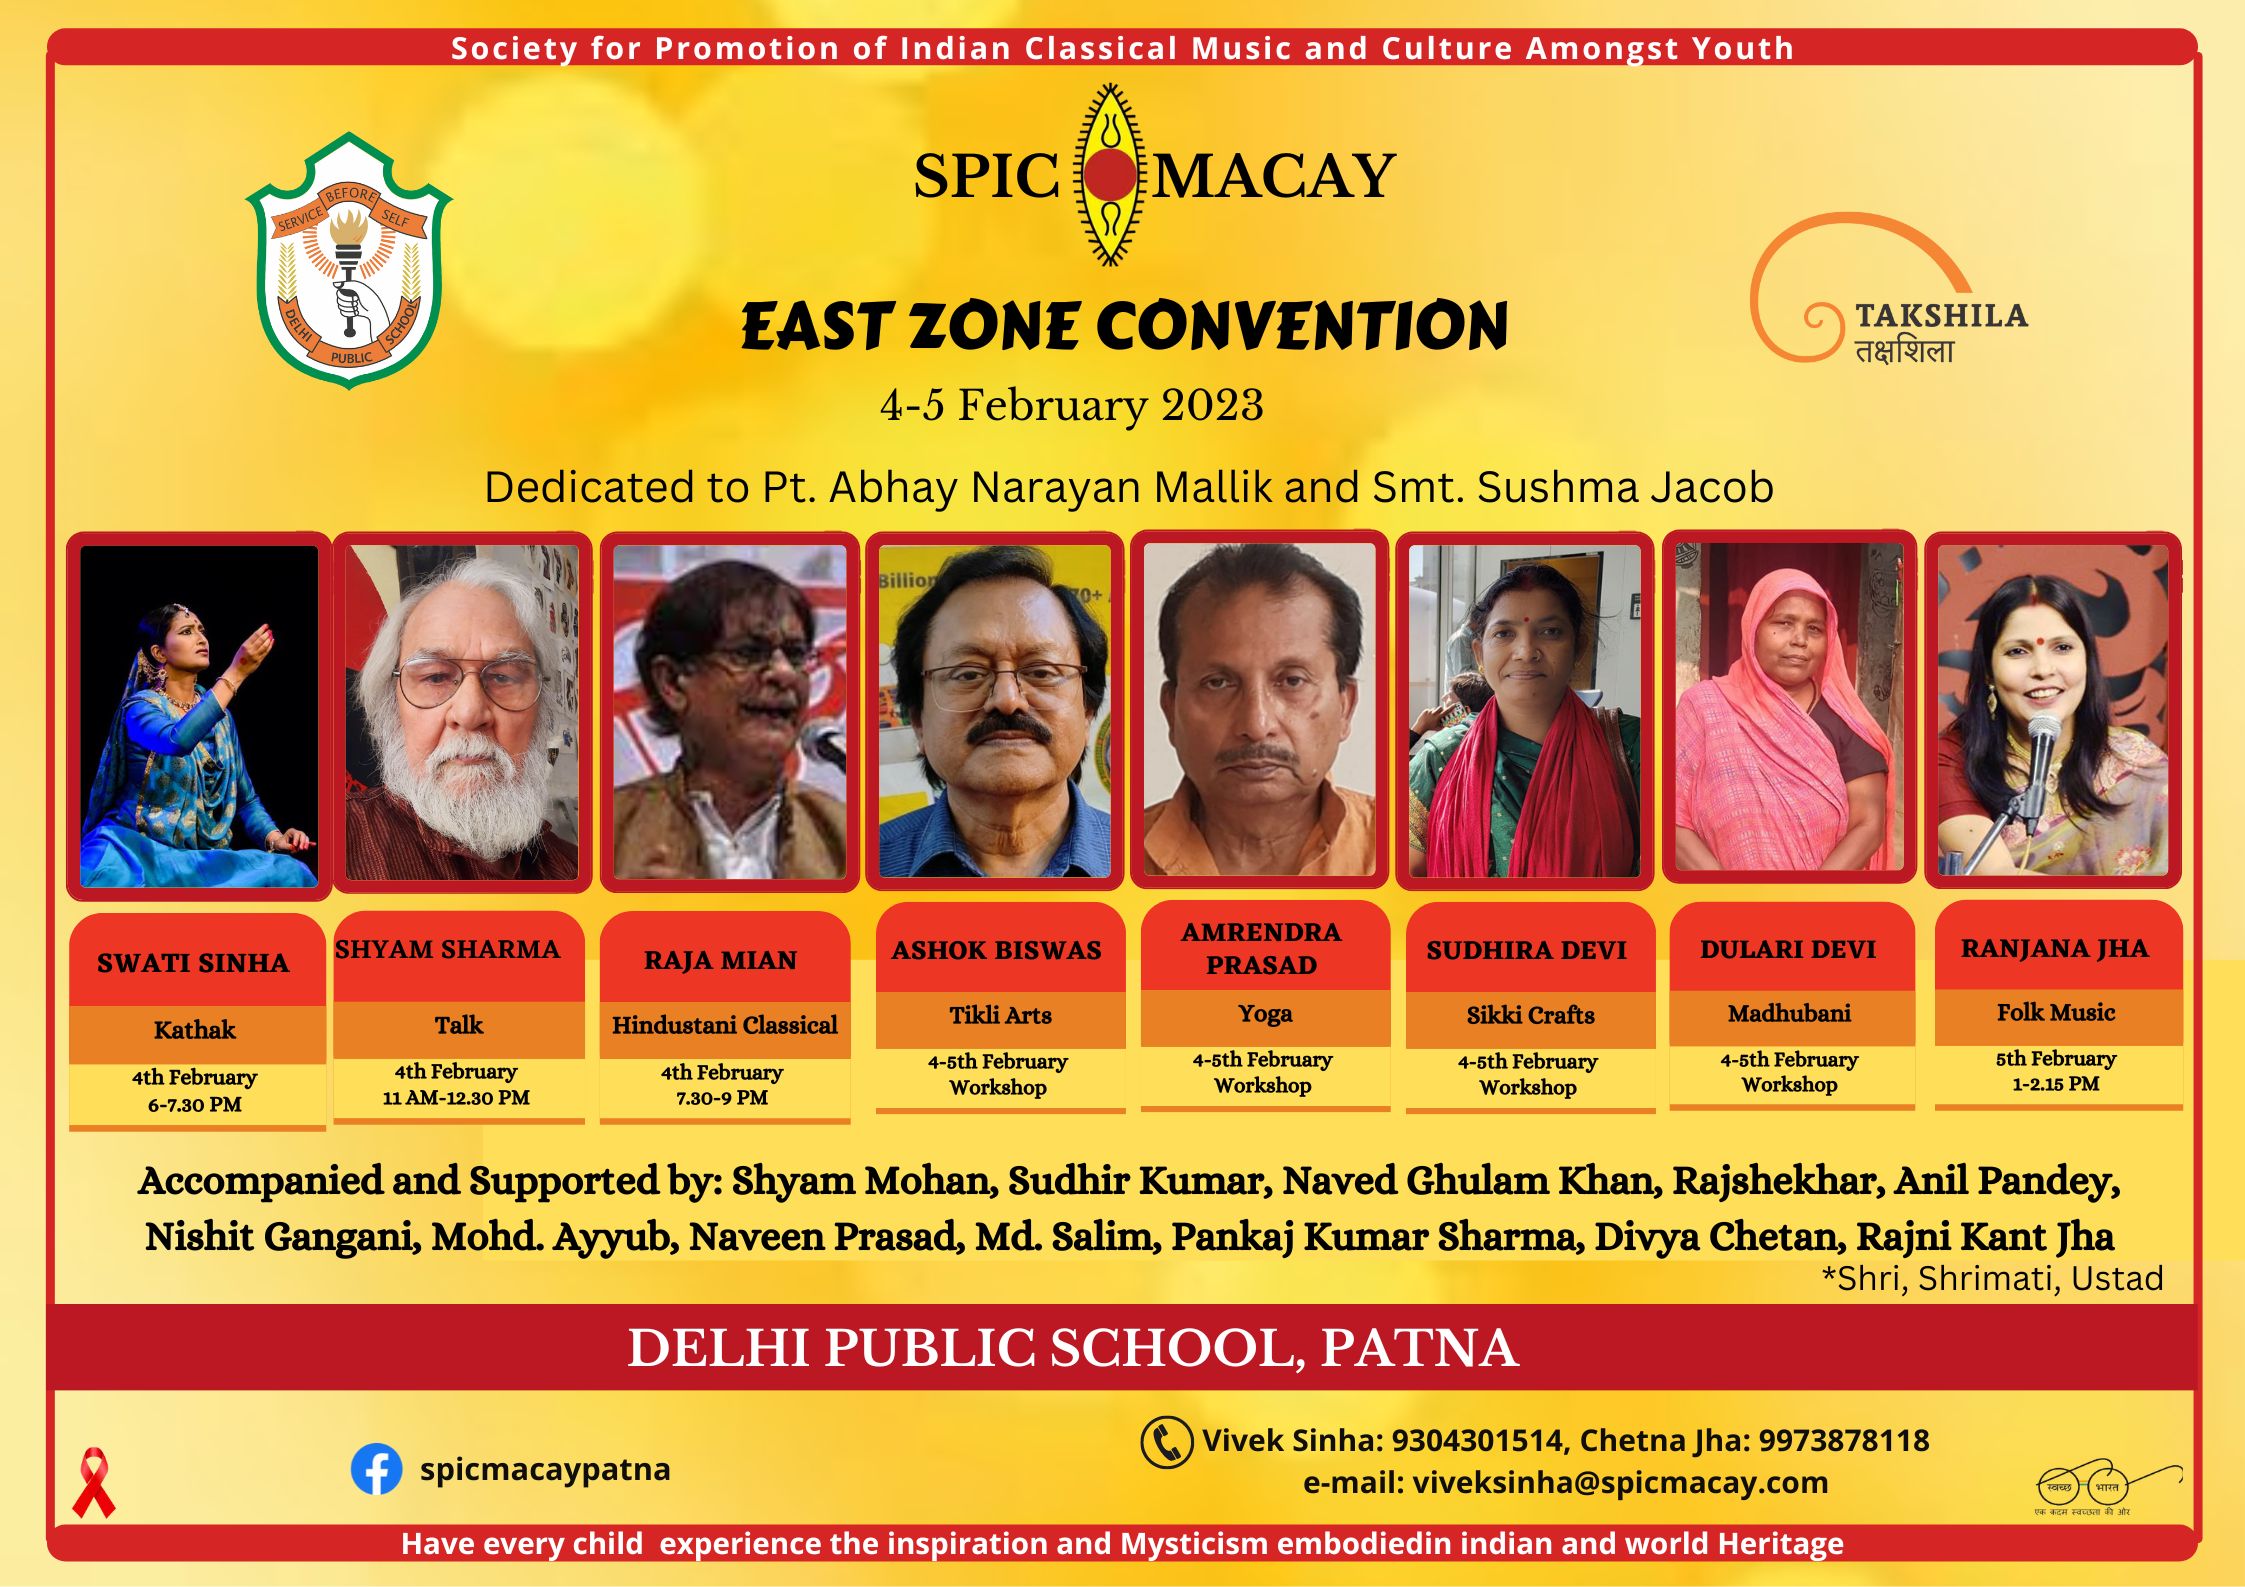 Society for Promotion of Indian Classical Music and Culture Amongst Youth
SPIC MACAY
SERVICE BEFORE SELF
DELHI PUBLIC SCHOOL
TAKSHILA
तक्षशिला
EAST ZONE CONVENTION
4-5 February 2023
Dedicated to Pt. Abhay Narayan Mallik and Smt. Sushma Jacob
Billion
70+
SWATI SINHA
Kathak
4th February
6-7.30 PM
SHYAM SHARMA
Talk
4th February
11 AM-12.30 PM
RAJA MIAN
Hindustani Classical
4th February
7.30-9 PM
ASHOK BISWAS
Tikli Arts
4-5th February
Workshop
AMRENDRA
PRASAD
Yoga
4-5th February
Workshop
SUDHIRA DEVI
Sikki Crafts
4-5th February
Workshop
DULARI DEVI
Madhubani
4-5th February
Workshop
RANJANA JHA
Folk Music
5th February
1-2.15 PM
Accompanied and Supported by: Shyam Mohan, Sudhir Kumar, Naved Ghulam Khan, Rajshekhar, Anil Pandey,
Nishit Gangani, Mohd. Ayyub, Naveen Prasad, Md. Salim, Pankaj Kumar Sharma, Divya Chetan, Rajni Kant Jha
*Shri, Shrimati, Ustad
DELHI PUBLIC SCHOOL, PATNA
spicmacaypatna
Vivek Sinha: 9304301514, Chetna Jha: 9973878118
e-mail: viveksinha@spicmacay.com
स्वच्छ भारत
एक कदम स्वच्छता की ओर
Have every child experience the inspiration and Mysticism embodiedin indian and world Heritage